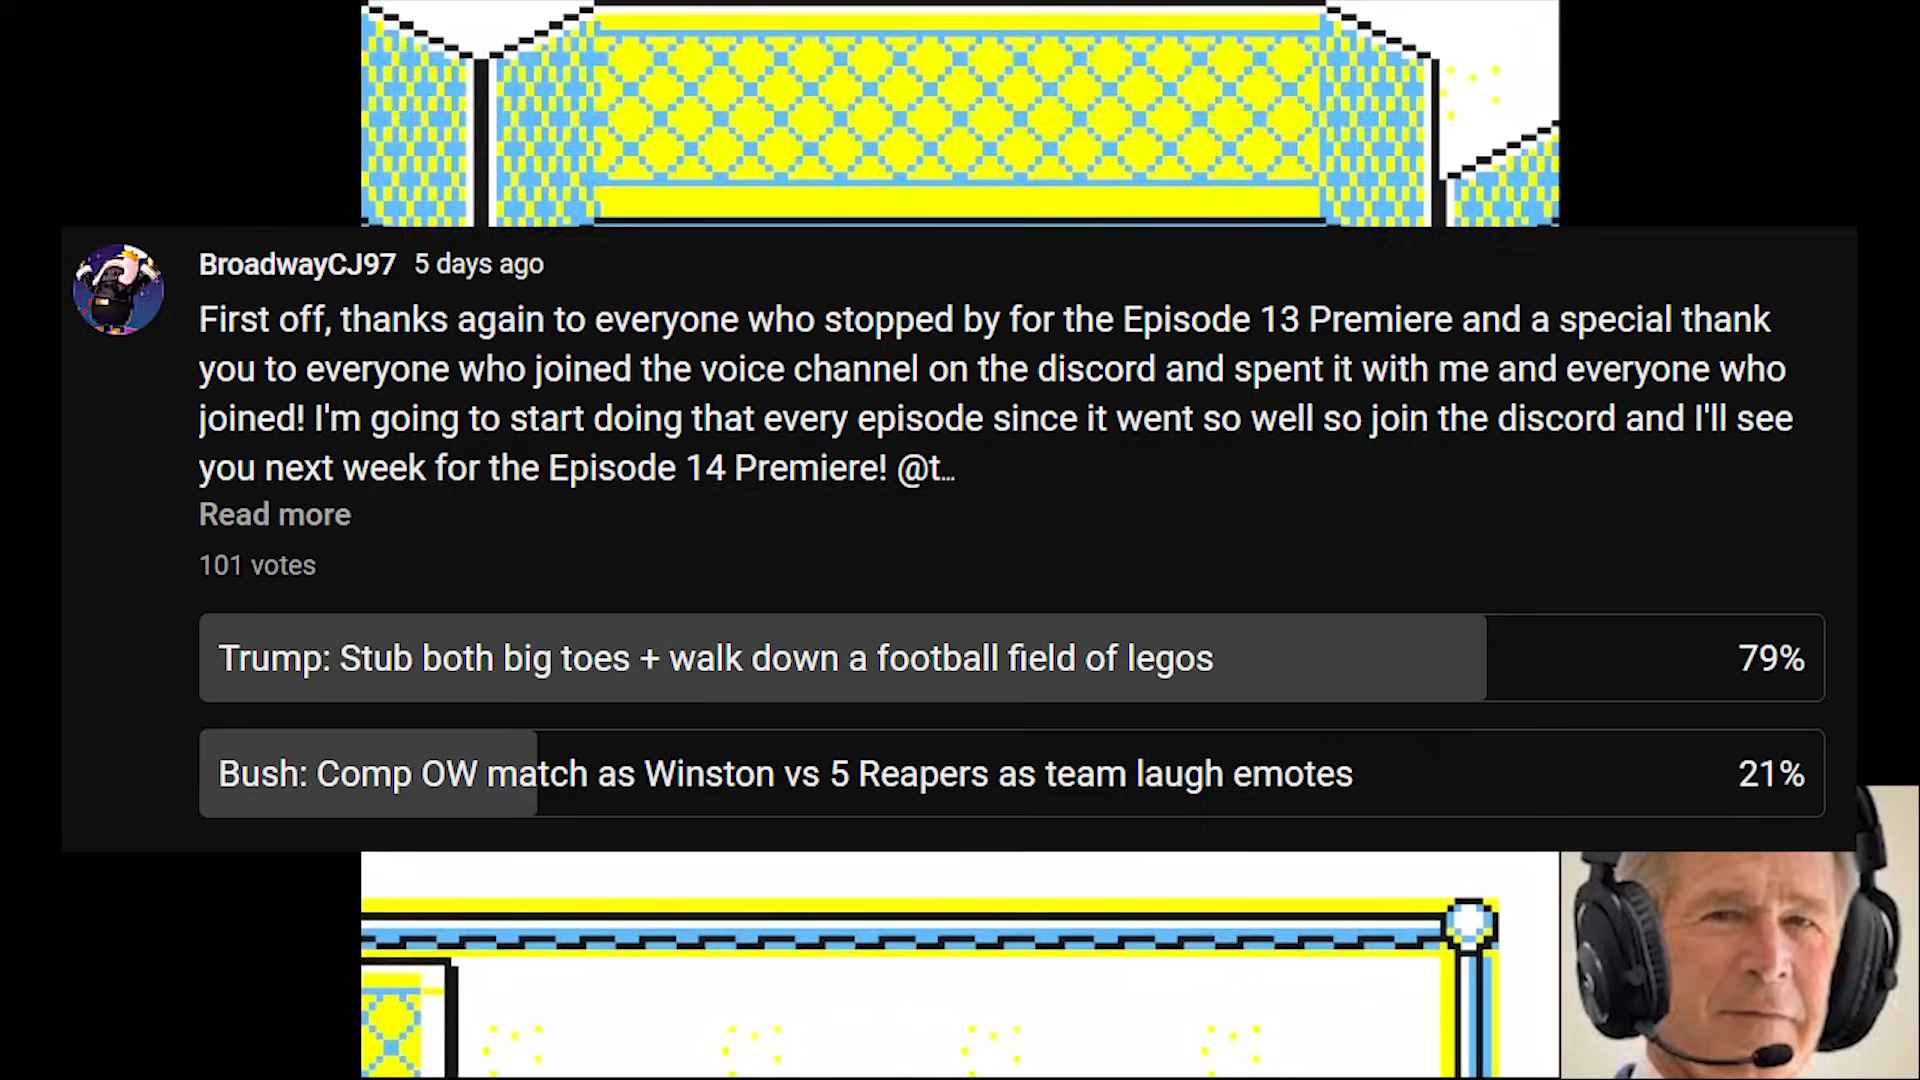 BroadwayCJ97 5 days ago
First off, thanks again to everyone who stopped by for the Episode 13 Premiere and a special thank
you to everyone who joined the voice channel on the discord and spent it with me and everyone who
joined! I'm going to start doing that every episode since it went so well so join the discord and I'll see
you next week for the Episode 14 Premiere! @t...
Read more
101 votes
Trump: Stub both big toes + walk down a football field of legos 79%
Bush: Comp OW match as Winston vs 5 Reapers as team laugh emotes 21%